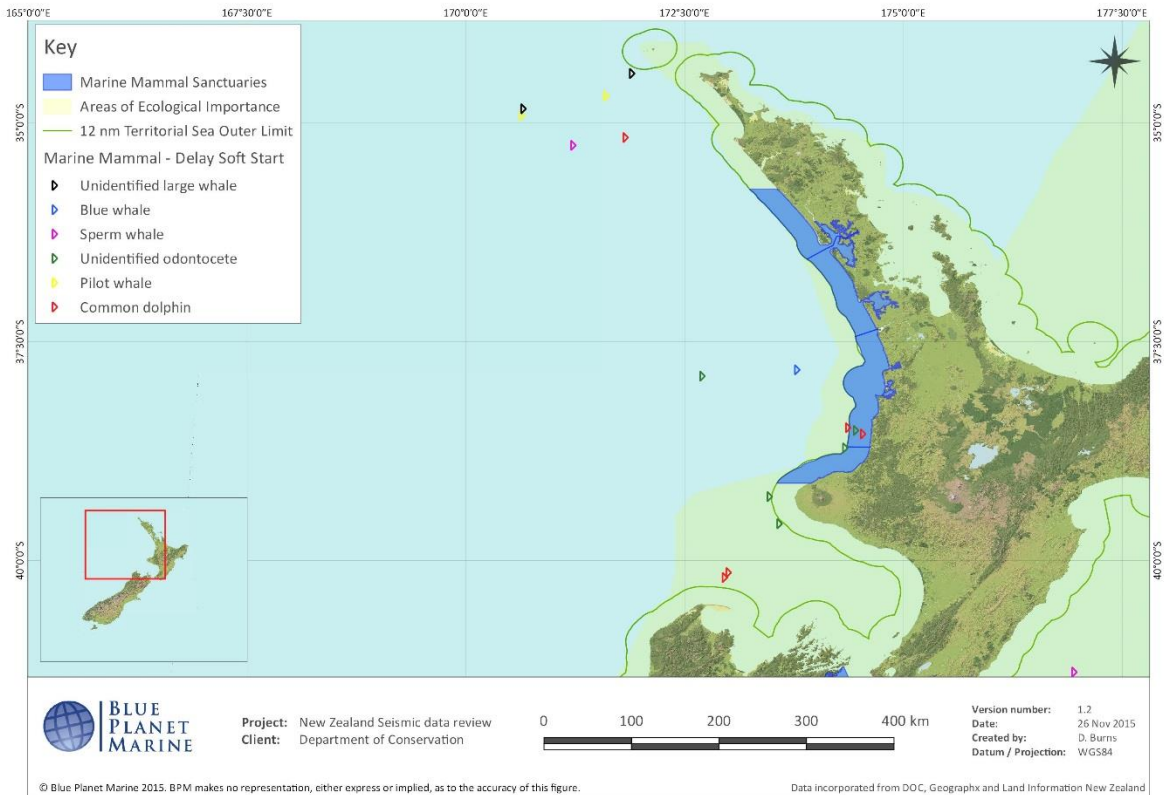 165°0'0"E 167°30'0"E 170°0'0"E 172°30'0"E 175°0'0"E 177°30'0"E
Key
Marine Mammal Sanctuaries
Areas of Ecological Importance
12 nm Territorial Sea Outer Limit
Marine Mammal - Delay Soft Start
Unidentified large whale
Blue whale
Sperm whale
Unidentified odontocete
Pilot whale
Common dolphin
35°0'0"S 35°0'0"S
37°30'0"S 37°30'0"S
40°0'0"S 40°0'0"S
BLUE
PLANET
MARINE
Project: New Zealand Seismic data review
Client: Department of Conservation
0 100 200 300 400 km
Version number: 1.2
Date: 26 Nov 2015
Created by: D. Burns
Datum / Projection: WGS84
© Blue Planet Marine 2015. BPM makes no representation, either express or implied, as to the accuracy of this figure.
Data incorporated from DOC, Geographx and Land Information New Zealand